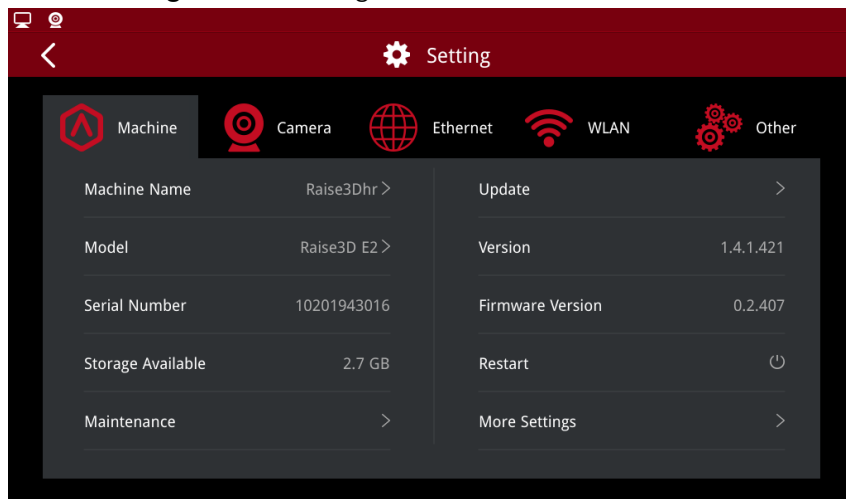 Setting
Machine Camera Ethernet WLAN Other
Machine Name Raise3Dhr >
Model Raise3D E2 >
Serial Number 10201943016
Storage Available 2.7 GB
Maintenance >
Update >
Version 1.4.1.421
Firmware Version 0.2.407
Restart
More Settings >